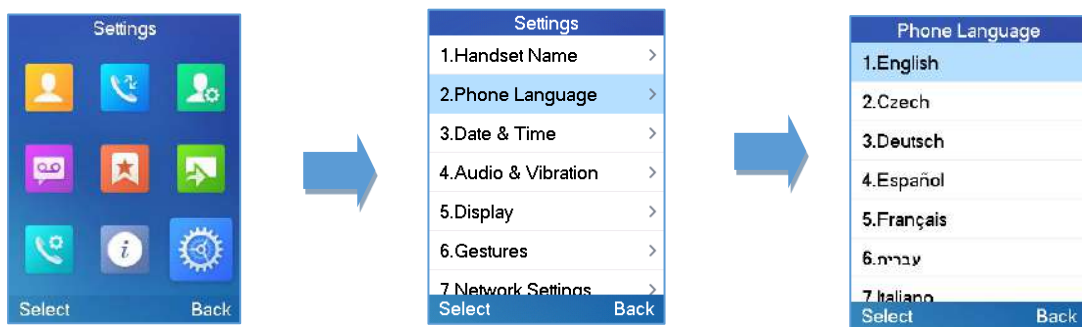 Settings
Select Back
Settings
1.Handset Name
2.Phone Language
3.Date & Time
4.Audio & Vibration
5.Display
6.Gestures
7.Network Settings
Select Back
Phone Language
1.English
2.Czech
3.Deutsch
4.Español
5.Français
6.עברית
7.Italiano
Select Back